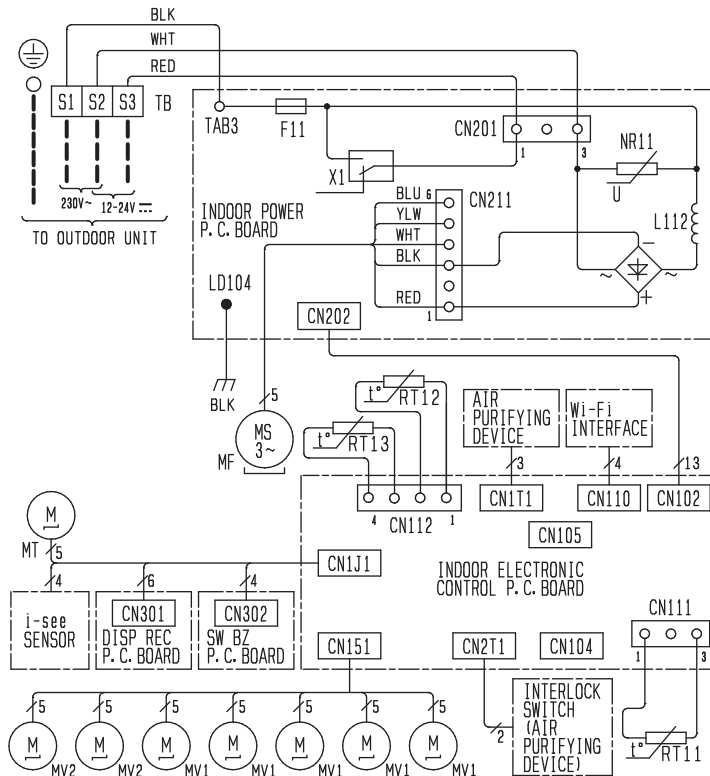 BLK
WHT
RED
S1 S2 S3 TB
TAB3
F11
CN201
1 3
NR11
U
X1
230V~ 12-24V ⎓
TO OUTDOOR UNIT
INDOOR POWER
P.C.BOARD
BLU 6
CN211
YLW
WHT
BLK
RED
1
L112
~ − ~ +
LD104
BLK
CN202
5
MS
3~
MF
t° RT12
t° RT13
AIR
PURIFYING
DEVICE
Wi-Fi
INTERFACE
3 4 13
4 CN112 1
CN1T1 CN110 CN102
CN105
M
MT 5
CN1J1
INDOOR ELECTRONIC
CONTROL P.C.BOARD
4 6 4
i-see
SENSOR
CN301
DISP REC
P.C.BOARD
CN302
SW BZ
P.C.BOARD
CN111
1 3
CN151 CN2T1 CN104
2
INTERLOCK
SWITCH
(AIR
PURIFYING
DEVICE)
t° RT11
5 5 5 5 5 5 5
M M M M M M M
MV2 MV2 MV1 MV1 MV1 MV1 MV1